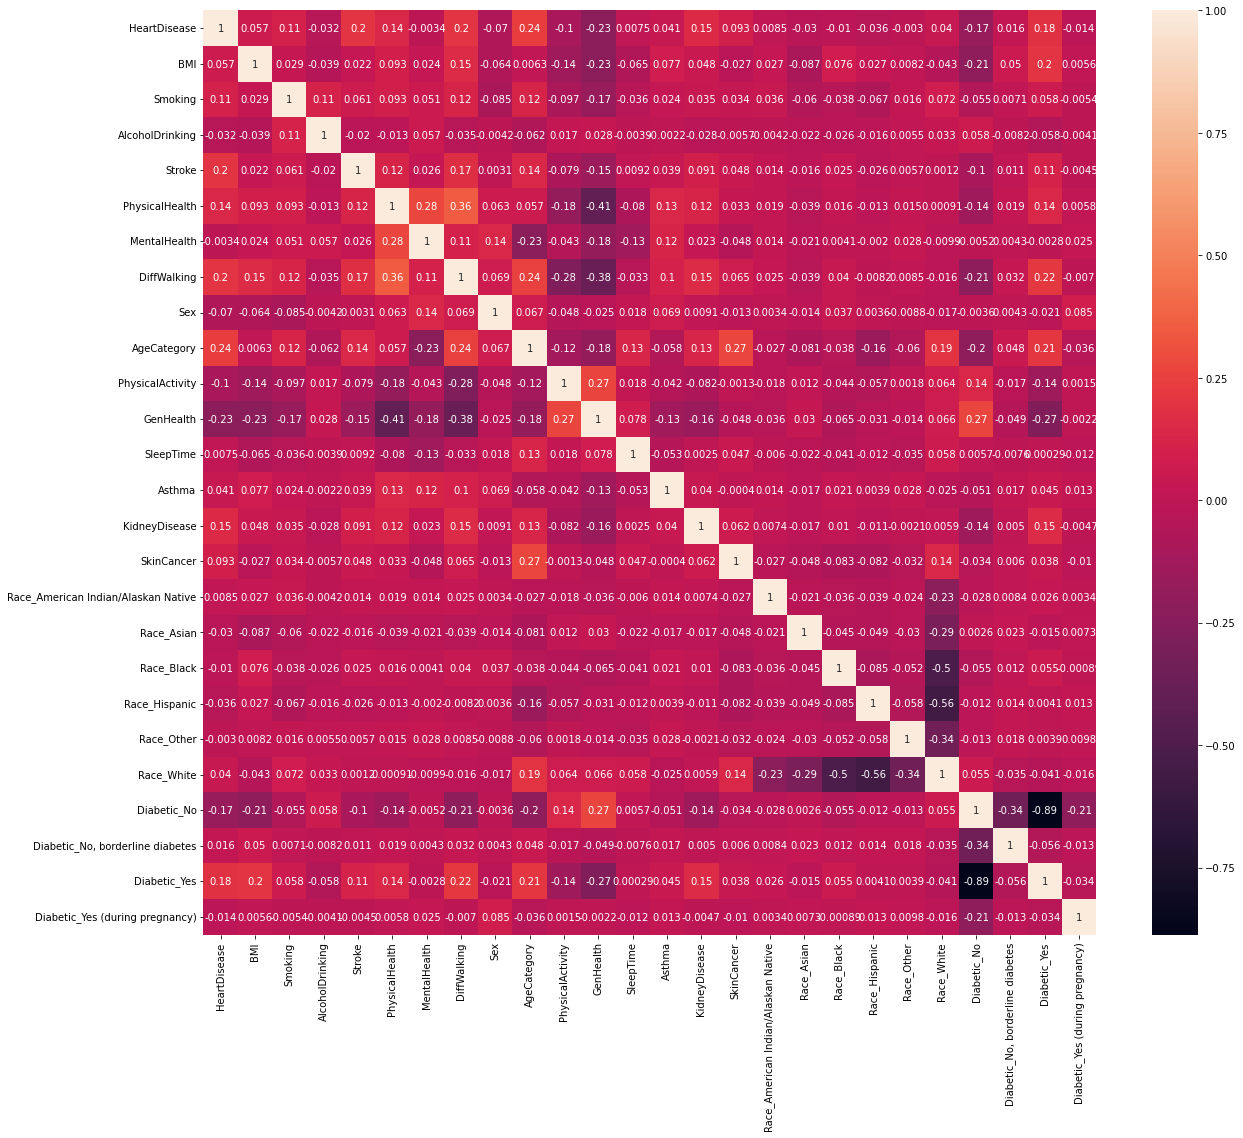 HeartDisease 1 0.057 0.11 -0.032 0.2 0.14 -0.0034 0.2 -0.07 0.24 -0.1 -0.23 0.0075 0.041 0.15 0.093 0.0085 -0.03 -0.01 -0.036 -0.003 0.04 -0.17 0.016 0.18 -0.014
BMI 0.057 1 0.029 -0.039 0.022 0.093 0.024 0.15 -0.064 0.0063 -0.14 -0.23 -0.065 0.077 0.048 -0.027 0.027 -0.087 0.076 0.027 0.0082 -0.043 -0.21 0.05 0.2 0.0056
Smoking 0.11 0.029 1 0.11 0.061 0.093 0.051 0.12 -0.085 0.12 -0.097 -0.17 -0.036 0.024 0.035 0.034 0.036 -0.06 -0.038 -0.067 0.016 0.072 -0.055 0.0071 0.058 -0.0054
AlcoholDrinking -0.032 -0.039 0.11 1 -0.02 -0.013 0.057 -0.035 -0.0042 -0.062 0.017 0.028 -0.0039 -0.0022 -0.028 -0.0057 -0.0042 -0.022 -0.026 -0.016 0.0055 0.033 0.058 -0.0082 -0.058 -0.0041
Stroke 0.2 0.022 0.061 -0.02 1 0.12 0.026 0.17 0.0031 0.14 -0.079 -0.15 0.0092 0.039 0.091 0.048 0.014 -0.016 0.025 -0.026 0.0057 0.0012 -0.1 0.011 0.11 -0.0045
PhysicalHealth 0.14 0.093 0.093 -0.013 0.12 1 0.28 0.36 0.063 0.057 -0.18 -0.41 -0.08 0.13 0.12 0.033 0.019 -0.039 0.016 -0.013 0.015 0.00091 -0.14 0.019 0.14 0.0058
MentalHealth -0.0034 0.024 0.051 0.057 0.026 0.28 1 0.11 0.14 -0.23 -0.043 -0.18 -0.13 0.12 0.023 -0.048 0.014 -0.021 0.0041 -0.002 0.028 -0.0099 -0.0052 0.0043 -0.0028 0.025
DiffWalking 0.2 0.15 0.12 -0.035 0.17 0.36 0.11 1 0.069 0.24 -0.28 -0.38 -0.033 0.1 0.15 0.065 0.025 -0.039 0.04 -0.0082 0.0085 -0.016 -0.21 0.032 0.22 -0.007
Sex -0.07 -0.064 -0.085 -0.0042 0.0031 0.063 0.14 0.069 1 0.067 -0.048 -0.025 0.018 0.069 0.0091 -0.013 0.0034 -0.014 0.037 0.0036 -0.0088 -0.017 -0.0036 0.0043 -0.021 0.085
AgeCategory 0.24 0.0063 0.12 -0.062 0.14 0.057 -0.23 0.24 0.067 1 -0.12 -0.18 0.13 -0.058 0.13 0.27 -0.027 -0.081 -0.038 -0.16 -0.06 0.19 -0.2 0.048 0.21 -0.036
PhysicalActivity -0.1 -0.14 -0.097 0.017 -0.079 -0.18 -0.043 -0.28 -0.048 -0.12 1 0.27 0.018 -0.042 -0.082 -0.0013 -0.018 0.012 -0.044 -0.057 0.0018 0.064 0.14 -0.017 -0.14 0.0015
GenHealth -0.23 -0.23 -0.17 0.028 -0.15 -0.41 -0.18 -0.38 -0.025 -0.18 0.27 1 0.078 -0.13 -0.16 -0.048 -0.036 0.03 -0.065 -0.031 -0.014 0.066 0.27 -0.049 -0.27 -0.0022
SleepTime 0.0075 -0.065 -0.036 -0.0039 0.0092 -0.08 -0.13 -0.033 0.018 0.13 0.018 0.078 1 -0.053 0.0025 0.047 -0.006 -0.022 -0.041 -0.012 -0.035 0.058 0.0057 -0.0076 0.00029 -0.012
Asthma 0.041 0.077 0.024 -0.0022 0.039 0.13 0.12 0.1 0.069 -0.058 -0.042 -0.13 -0.053 1 0.04 -0.0004 0.014 -0.017 0.021 0.0039 0.028 -0.025 -0.051 0.017 0.045 0.013
KidneyDisease 0.15 0.048 0.035 -0.028 0.091 0.12 0.023 0.15 0.0091 0.13 -0.082 -0.16 0.0025 0.04 1 0.062 0.0074 -0.017 0.01 -0.011 -0.0021 0.0059 -0.14 0.005 0.15 -0.0047
SkinCancer 0.093 -0.027 0.034 -0.0057 0.048 0.033 -0.048 0.065 -0.013 0.27 -0.0013 -0.048 0.047 -0.0004 0.062 1 -0.027 -0.048 -0.083 -0.082 -0.032 0.14 -0.034 0.006 0.038 -0.01
Race_American Indian/Alaskan Native 0.0085 0.027 0.036 -0.0042 0.014 0.019 0.014 0.025 0.0034 -0.027 -0.018 -0.036 -0.006 0.014 0.0074 -0.027 1 -0.021 -0.036 -0.039 -0.024 -0.23 -0.028 0.0084 0.026 0.0034
Race_Asian -0.03 -0.087 -0.06 -0.022 -0.016 -0.039 -0.021 -0.039 -0.014 -0.081 0.012 0.03 -0.022 -0.017 -0.017 -0.048 -0.021 1 -0.045 -0.049 -0.03 -0.29 0.0026 0.023 -0.015 0.0073
Race_Black -0.01 0.076 -0.038 -0.026 0.025 0.016 0.0041 0.04 0.037 -0.038 -0.044 -0.065 -0.041 0.021 0.01 -0.083 -0.036 -0.045 1 -0.085 -0.052 -0.5 -0.055 0.012 0.055 -0.00089
Race_Hispanic -0.036 0.027 -0.067 -0.016 -0.026 -0.013 -0.002 -0.0082 0.0036 -0.16 -0.057 -0.031 -0.012 0.0039 -0.011 -0.082 -0.039 -0.049 -0.085 1 -0.058 -0.56 -0.012 0.014 0.0041 0.013
Race_Other -0.003 0.0082 0.016 0.0055 0.0057 0.015 0.028 0.0085 -0.0088 -0.06 0.0018 -0.014 -0.035 0.028 -0.0021 -0.032 -0.024 -0.03 -0.052 -0.058 1 -0.34 -0.013 0.018 0.0039 0.0098
Race_White 0.04 -0.043 0.072 0.033 0.0012 0.00091 -0.0099 -0.016 -0.017 0.19 0.064 0.066 0.058 -0.025 0.0059 0.14 -0.23 -0.29 -0.5 -0.56 -0.34 1 0.055 -0.035 -0.041 -0.016
Diabetic_No -0.17 -0.21 -0.055 0.058 -0.1 -0.14 -0.0052 -0.21 -0.0036 -0.2 0.14 0.27 0.0057 -0.051 -0.14 -0.034 -0.028 0.0026 -0.055 -0.012 -0.013 0.055 1 -0.34 -0.89 -0.21
Diabetic_No, borderline diabetes 0.016 0.05 0.0071 -0.0082 0.011 0.019 0.0043 0.032 0.0043 0.048 -0.017 -0.049 -0.0076 0.017 0.005 0.006 0.0084 0.023 0.012 0.014 0.018 -0.035 -0.34 1 -0.056 -0.013
Diabetic_Yes 0.18 0.2 0.058 -0.058 0.11 0.14 -0.0028 0.22 -0.021 0.21 -0.14 -0.27 0.00029 0.045 0.15 0.038 0.026 -0.015 0.055 0.0041 0.0039 -0.041 -0.89 -0.056 1 -0.034
Diabetic_Yes (during pregnancy) -0.014 0.0056 -0.0054 -0.0041 -0.0045 0.0058 0.025 -0.007 0.085 -0.036 0.0015 -0.0022 -0.012 0.013 -0.0047 -0.01 0.0034 0.0073 -0.00089 0.013 0.0098 -0.016 -0.21 -0.013 -0.034 1
HeartDisease
BMI
Smoking
AlcoholDrinking
Stroke
PhysicalHealth
MentalHealth
DiffWalking
Sex
AgeCategory
PhysicalActivity
GenHealth
SleepTime
Asthma
KidneyDisease
SkinCancer
Race_American Indian/Alaskan Native
Race_Asian
Race_Black
Race_Hispanic
Race_Other
Race_White
Diabetic_No
Diabetic_No, borderline diabetes
Diabetic_Yes
Diabetic_Yes (during pregnancy)
1.00
0.75
0.50
0.25
0.00
-0.25
-0.50
-0.75